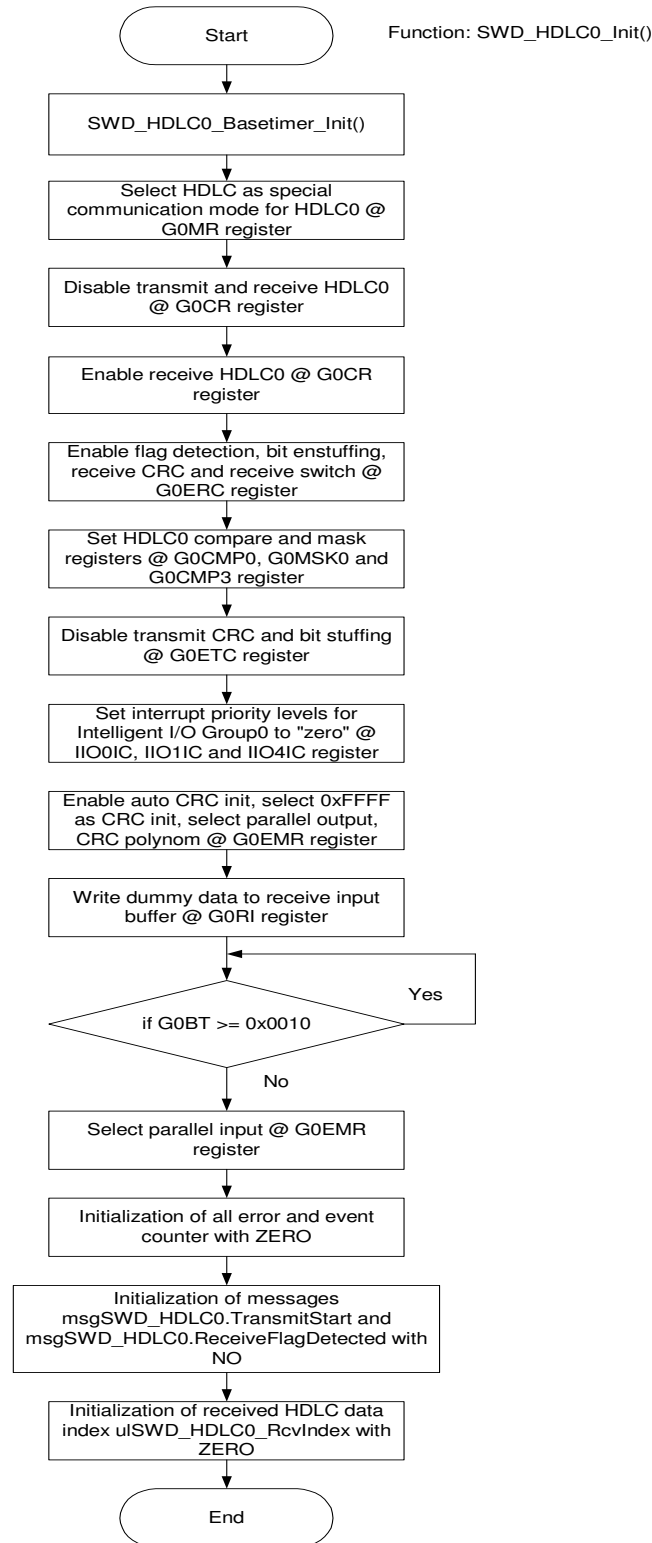 Start
Function: SWD_HDLC0_Init()
SWD_HDLC0_Basetimer_Init()
Select HDLC as special
communication mode for HDLC0 @
G0MR register
Disable transmit and receive HDLC0
@ G0CR register
Enable receive HDLC0 @ G0CR
register
Enable flag detection, bit enstuffing,
receive CRC and receive switch @
G0ERC register
Set HDLC0 compare and mask
registers @ G0CMP0, G0MSK0 and
G0CMP3 register
Disable transmit CRC and bit stuffing
@ G0ETC register
Set interrupt priority levels for
Intelligent I/O Group0 to "zero" @
IIO0IC, IIO1IC and IIO4IC register
Enable auto CRC init, select 0xFFFF
as CRC init, select parallel output,
CRC polynom @ G0EMR register
Write dummy data to receive input
buffer @ G0RI register
Yes
if G0BT >= 0x0010
No
Select parallel input @ G0EMR
register
Initialization of all error and event
counter with ZERO
Initialization of messages
msgSWD_HDLC0.TransmitStart and
msgSWD_HDLC0.ReceiveFlagDetected with
NO
Initialization of received HDLC data
index ulSWD_HDLC0_RcvIndex with
ZERO
End